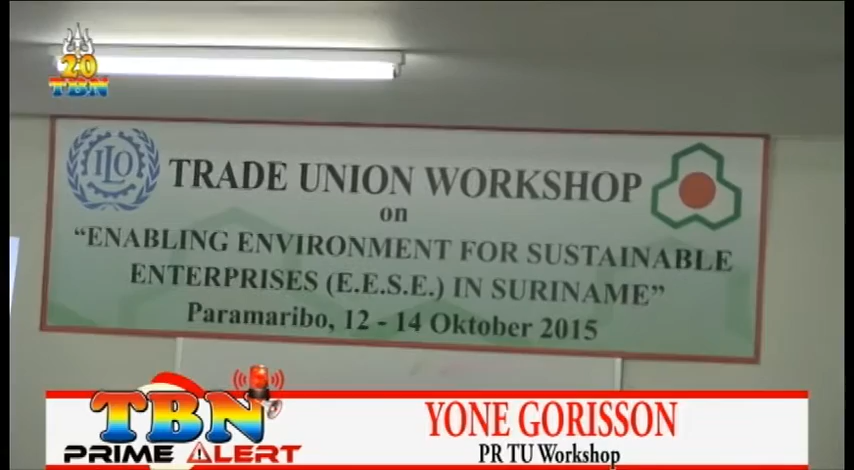 20
TBN
ILO
TRADE UNION WORKSHOP
on
“ENABLING ENVIRONMENT FOR SUSTAINABLE
ENTERPRISES (E.E.S.E.) IN SURINAME”
Paramaribo, 12 - 14 Oktober 2015
TBN
PRIME ALERT
YONE GORISSON
PR TU Workshop